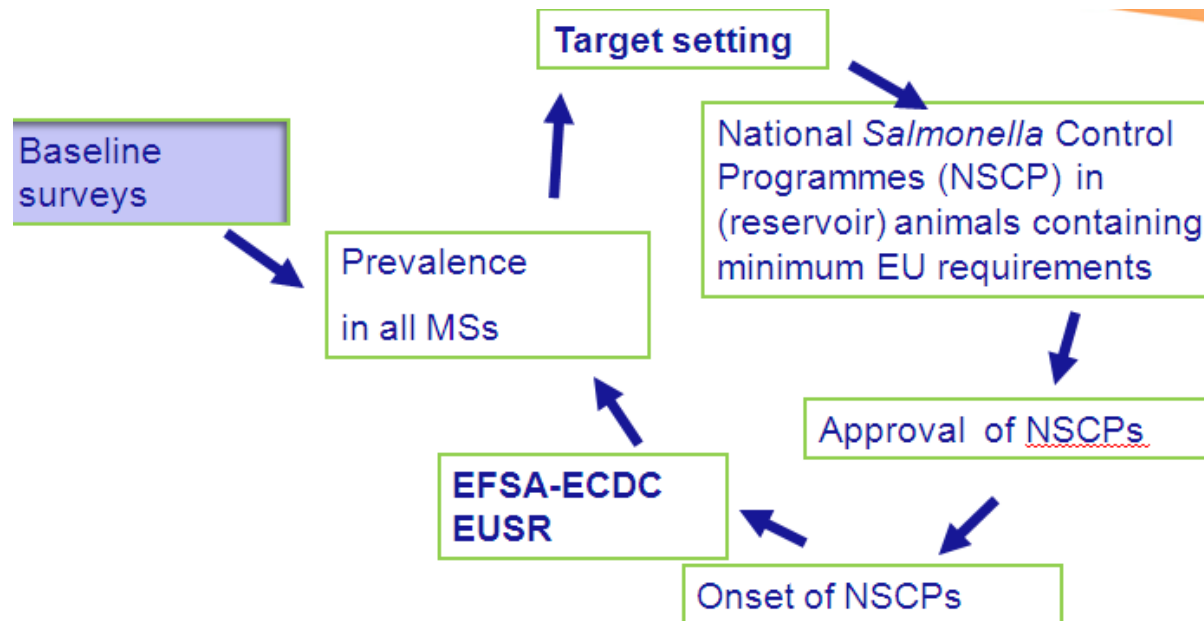 Target setting
Baseline
surveys
National Salmonella Control
Programmes (NSCP) in
(reservoir) animals containing
minimum EU requirements
Prevalence
in all MSs
Approval of NSCPs
EFSA-ECDC
EUSR
Onset of NSCPs